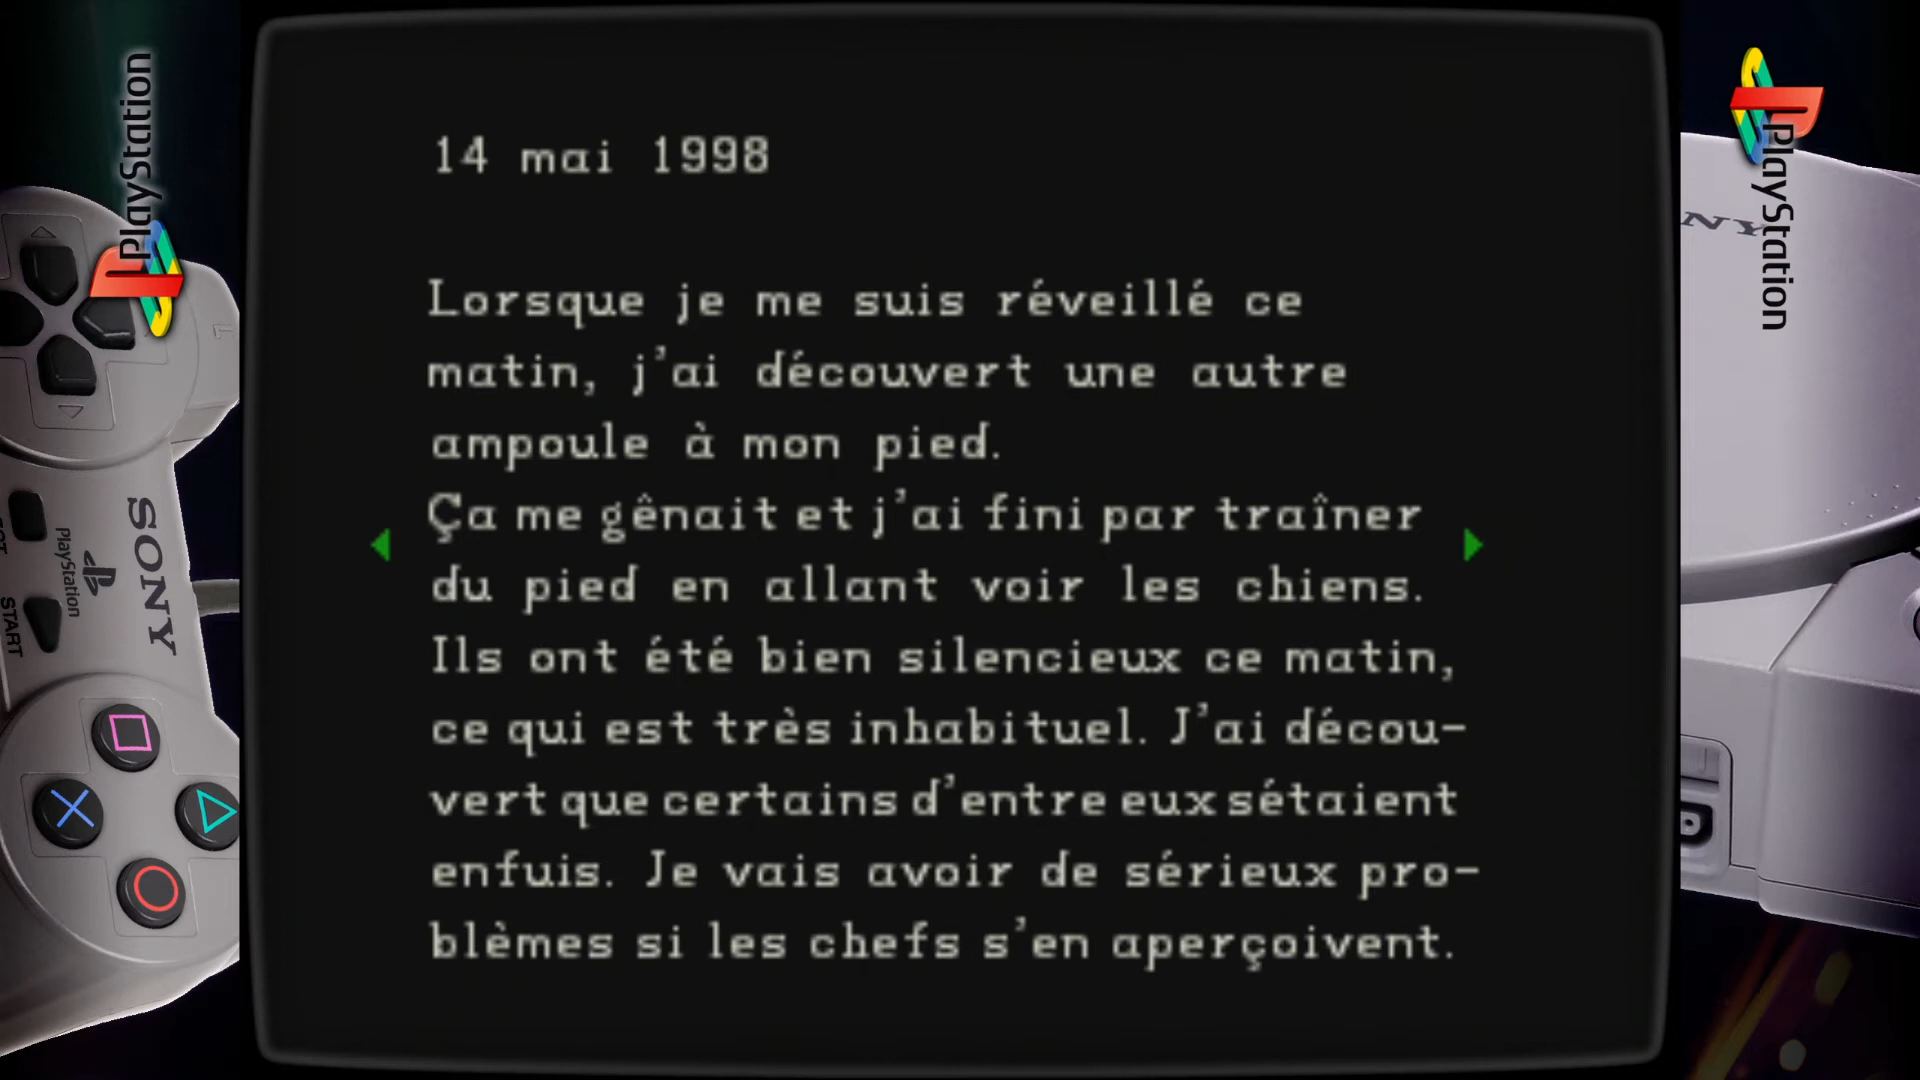 14 mai 1998
Lorsque je me suis réveillé ce
matin, j'ai découvert une autre
ampoule à mon pied.
Ça me gênait et j'ai fini par traîner
du pied en allant voir les chiens.
Ils ont été bien silencieux ce matin,
ce qui est très inhabituel. J'ai décou-
vert que certains d'entre eux sétaient
enfuis. Je vais avoir de sérieux pro-
blèmes si les chefs s'en aperçoivent.
PlayStation
SONY
PlayStation
START
PlayStation